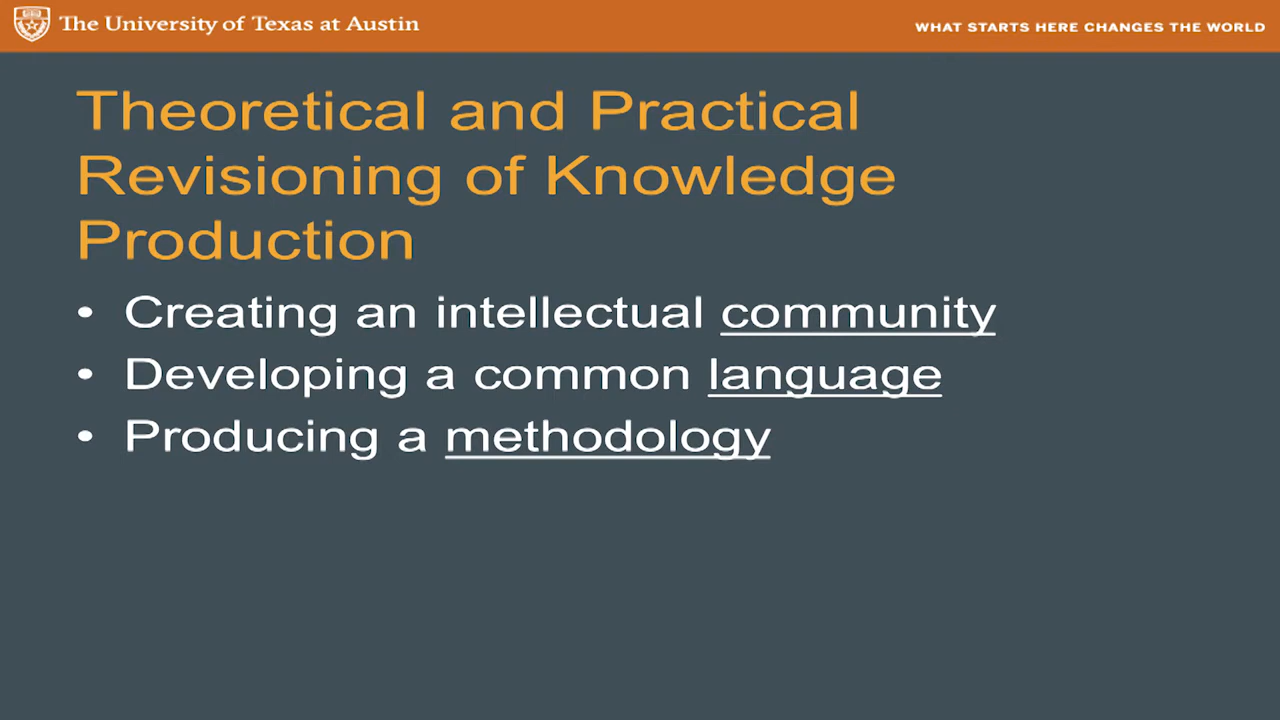 The University of Texas at Austin
WHAT STARTS HERE CHANGES THE WORLD
Theoretical and Practical
Revisioning of Knowledge
Production
• Creating an intellectual community
• Developing a common language
• Producing a methodology